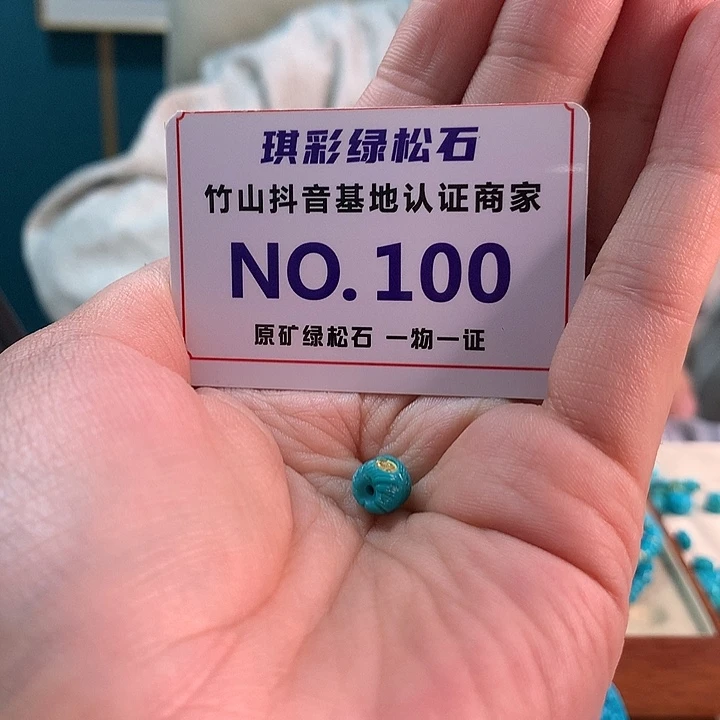 琪彩绿松石
竹山抖音基地认证商家
NO.100
原矿绿松石 一物一证